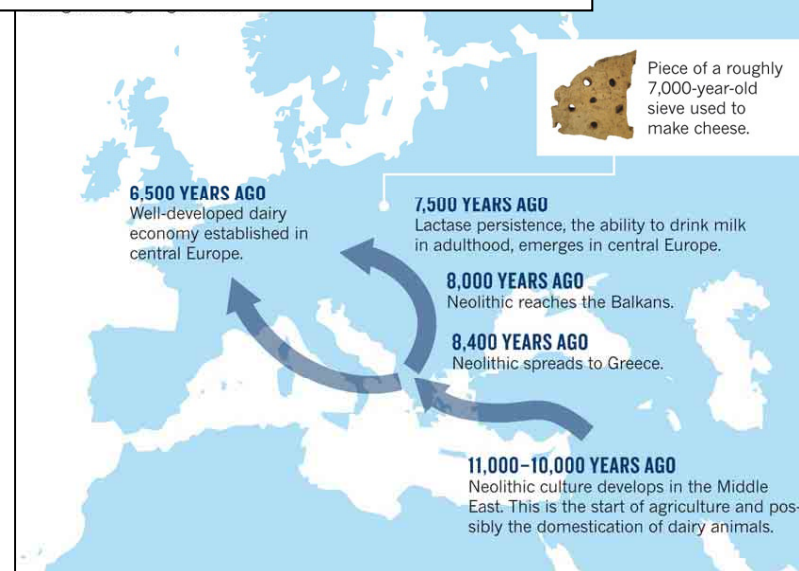 Piece of a roughly
7,000-year-old
sieve used to
make cheese.
6,500 YEARS AGO
Well-developed dairy
economy established in
central Europe.
7,500 YEARS AGO
Lactase persistence, the ability to drink milk
in adulthood, emerges in central Europe.
8,000 YEARS AGO
Neolithic reaches the Balkans.
8,400 YEARS AGO
Neolithic spreads to Greece.
11,000–10,000 YEARS AGO
Neolithic culture develops in the Middle
East. This is the start of agriculture and pos-
sibly the domestication of dairy animals.